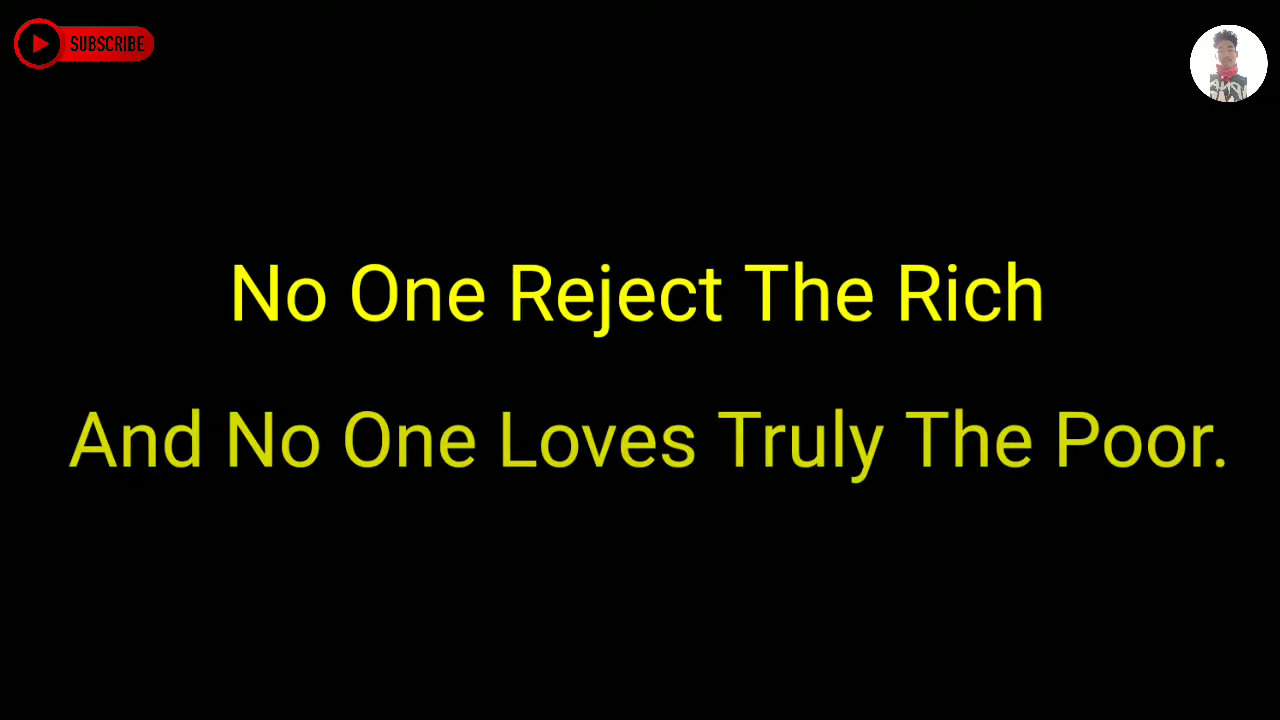 SUBSCRIBE
No One Reject The Rich
And No One Loves Truly The Poor.